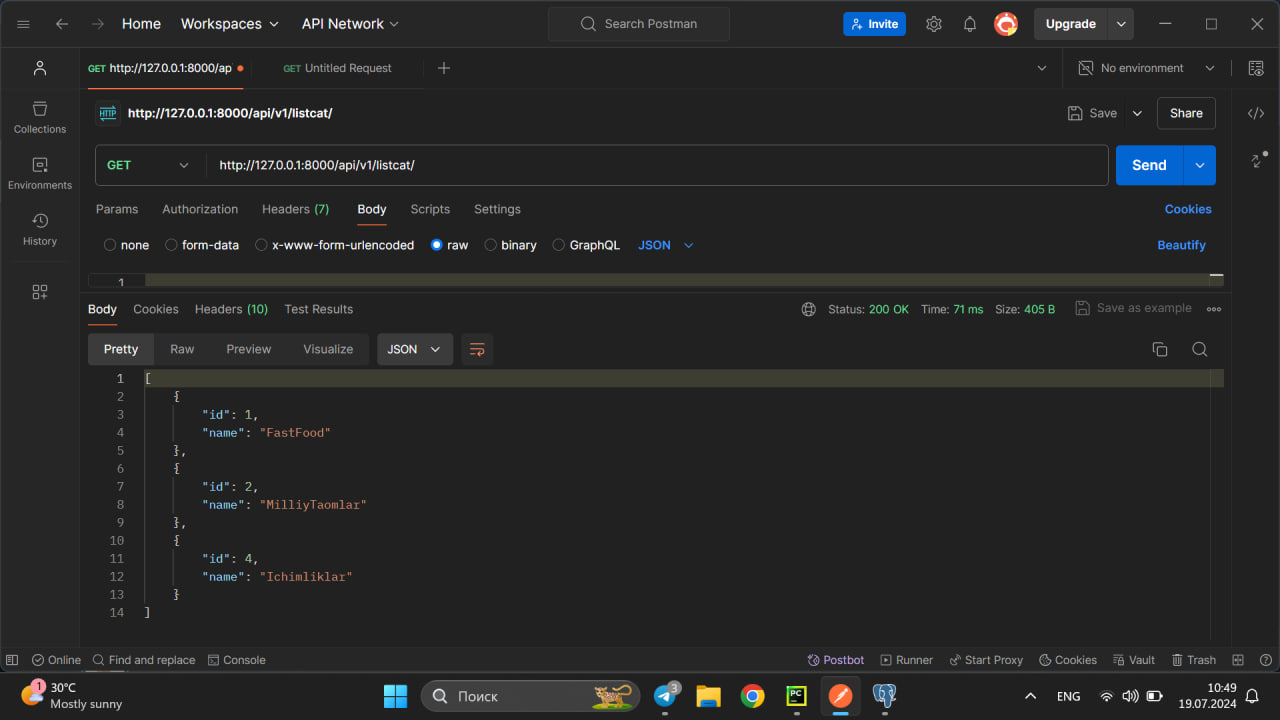 Home Workspaces API Network Search Postman Invite Upgrade
GET http://127.0.0.1:8000/ap GET Untitled Request No environment
HTTP http://127.0.0.1:8000/api/v1/listcat/ Save Share
GET http://127.0.0.1:8000/api/v1/listcat/ Send
Params Authorization Headers (7) Body Scripts Settings Cookies
none form-data x-www-form-urlencoded raw binary GraphQL JSON Beautify
1
Body Cookies Headers (10) Test Results Status: 200 OK Time: 71 ms Size: 405 B Save as example
Pretty Raw Preview Visualize JSON
1 [
2 {
3 "id": 1,
4 "name": "FastFood"
5 },
6 {
7 "id": 2,
8 "name": "MilliyTaomlar"
9 },
10 {
11 "id": 4,
12 "name": "Ichimliklar"
13 }
14 ]
Collections
Environments
History
Online Find and replace Console Postbot Runner Start Proxy Cookies Vault Trash
1 30°C
Mostly sunny
Поиск
3
PC
ENG
10:49
19.07.2024